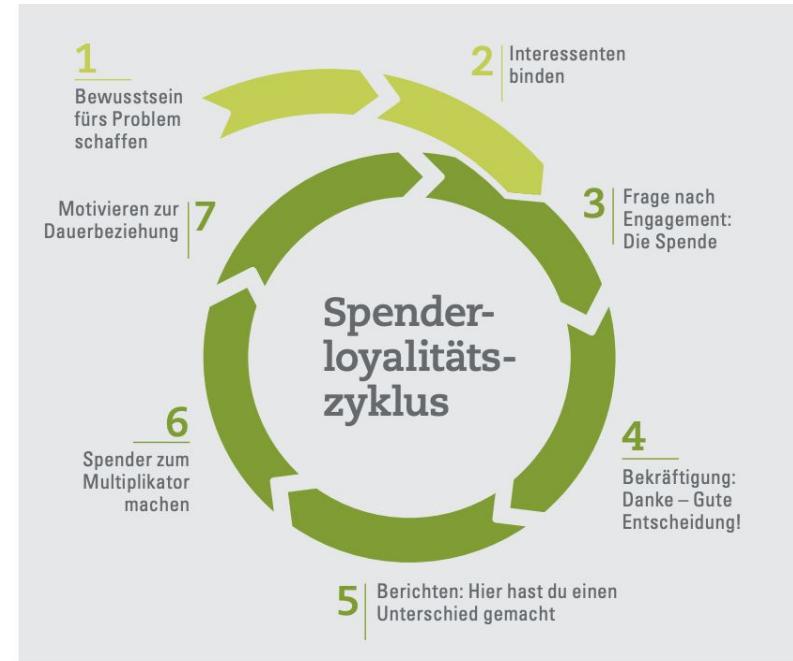 1
Bewusstsein
fürs Problem
schaffen
2
Interessenten
binden
3
Frage nach
Engagement:
Die Spende
4
Bekräftigung:
Danke – Gute
Entscheidung!
5
Berichten: Hier hast du einen
Unterschied gemacht
6
Spender zum
Multiplikator
machen
7
Motivieren zur
Dauerbeziehung
Spender-
loyalitäts-
zyklus